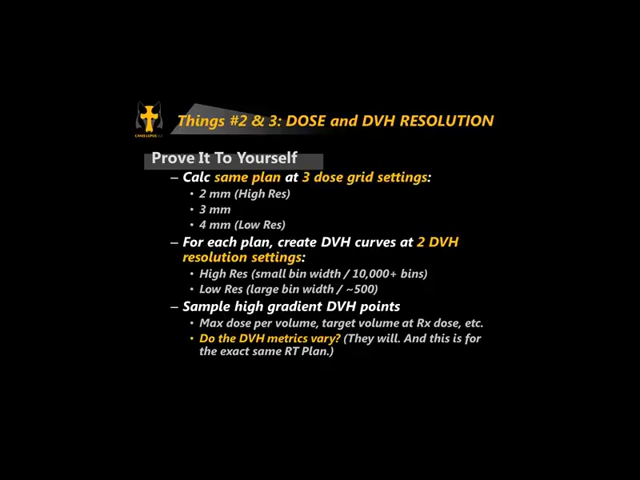 CANIS LUPUS LLC
Things #2 & 3: DOSE and DVH RESOLUTION
Prove It To Yourself
– Calc same plan at 3 dose grid settings:
• 2 mm (High Res)
• 3 mm
• 4 mm (Low Res)
– For each plan, create DVH curves at 2 DVH
resolution settings:
• High Res (small bin width / 10,000+ bins)
• Low Res (large bin width / ~500)
– Sample high gradient DVH points
• Max dose per volume, target volume at Rx dose, etc.
• Do the DVH metrics vary? (They will. And this is for
the exact same RT Plan.)